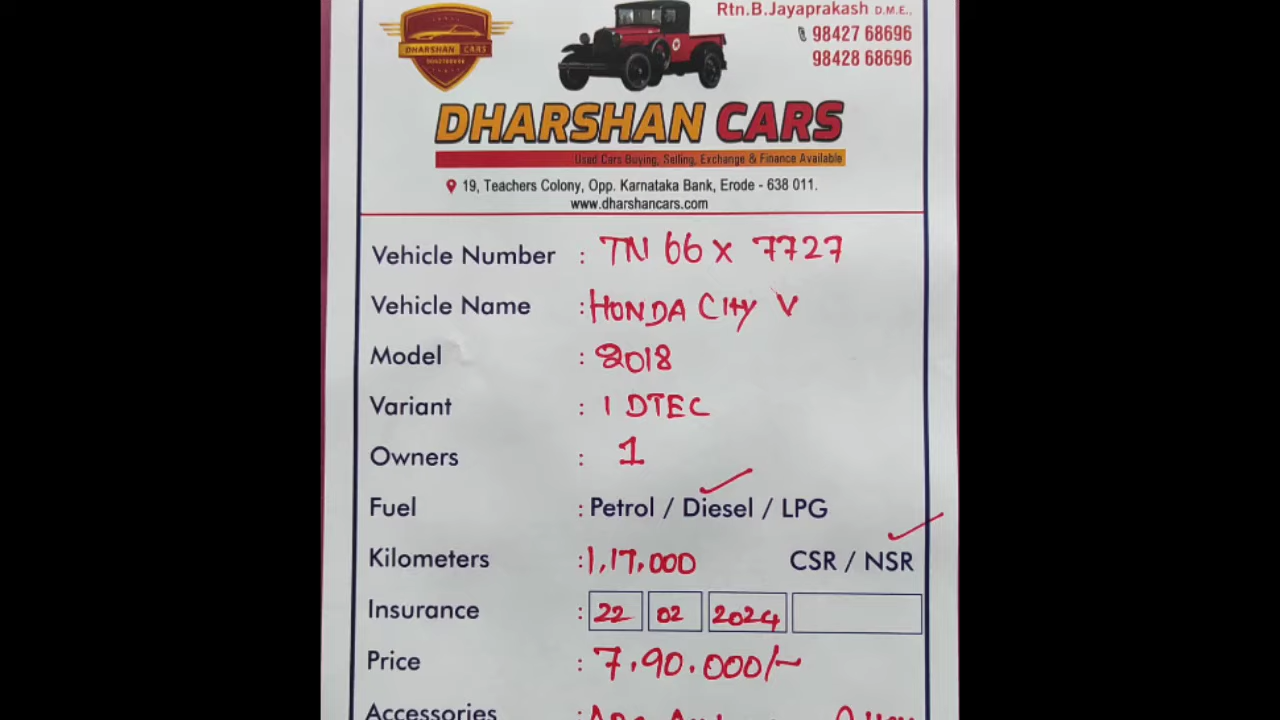 Rtn.B.Jayaprakash D.M.E.,
98427 68696
98428 68696
DHARSHAN CARS
DHARSHAN CARS
Used Cars Buying, Selling, Exchange & Finance Available
19, Teachers Colony, Opp. Karnataka Bank, Erode - 638 011.
www.dharshancars.com
Vehicle Number : TN 66 X 7727
Vehicle Name : HONDA CITY V
Model : 2018
Variant : I DTEC
Owners : 1
Fuel : Petrol / Diesel / LPG
Kilometers : 1,17,000 CSR / NSR
Insurance : 22 02 2024
Price : 7.90.000/-
Accessories :